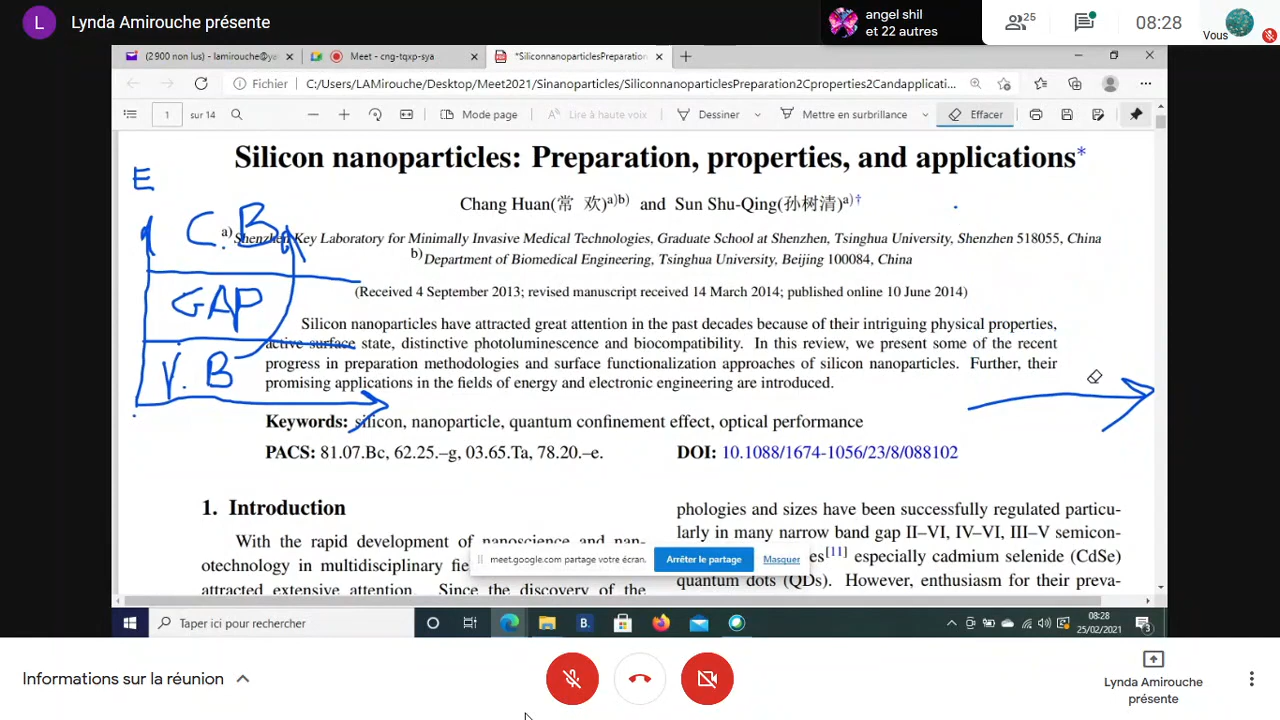 L Lynda Amirouche présente
angel shil
et 22 autres
25
08:28
Vous
(2 900 non lus) - lamirouche@ye
Meet - cng-tqxp-sya
*SiliconnanoparticlesPreparation
Fichier C:/Users/LAMirouche/Desktop/Meet2021/Sinanoparticles/SiliconnanoparticlesPreparation2Cproperties2Candapplicati...
1 sur 14
Mode page
Lire à haute voix
Dessiner
Mettre en surbrillance
Effacer
Silicon nanoparticles: Preparation, properties, and applications*
E
Chang Huan(常 欢)a)b) and Sun Shu-Qing(孙树清)a)†
C.B
a)Shenzhen Key Laboratory for Minimally Invasive Medical Technologies, Graduate School at Shenzhen, Tsinghua University, Shenzhen 518055, China
b)Department of Biomedical Engineering, Tsinghua University, Beijing 100084, China
GAP
(Received 4 September 2013; revised manuscript received 14 March 2014; published online 10 June 2014)
Silicon nanoparticles have attracted great attention in the past decades because of their intriguing physical properties,
active surface state, distinctive photoluminescence and biocompatibility. In this review, we present some of the recent
V.B
progress in preparation methodologies and surface functionalization approaches of silicon nanoparticles. Further, their
promising applications in the fields of energy and electronic engineering are introduced.
Keywords: silicon, nanoparticle, quantum confinement effect, optical performance
PACS: 81.07.Bc, 62.25.–g, 03.65.Ta, 78.20.–e.
DOI: 10.1088/1674-1056/23/8/088102
1. Introduction
With the rapid development of nanoscience and nan-
otechnology in multidisciplinary fie
attracted extensive attention. Since the discovery of the
phologies and sizes have been successfully regulated particu-
larly in many narrow band gap II–VI, IV–VI, III–V semicon-
es[11] especially cadmium selenide (CdSe)
quantum dots (QDs). However, enthusiasm for their preva-
meet.google.com partage votre écran.
Arrêter le partage
Masquer
Taper ici pour rechercher
B.
08:28
25/02/2021
3
Informations sur la réunion
Lynda Amirouche
présente